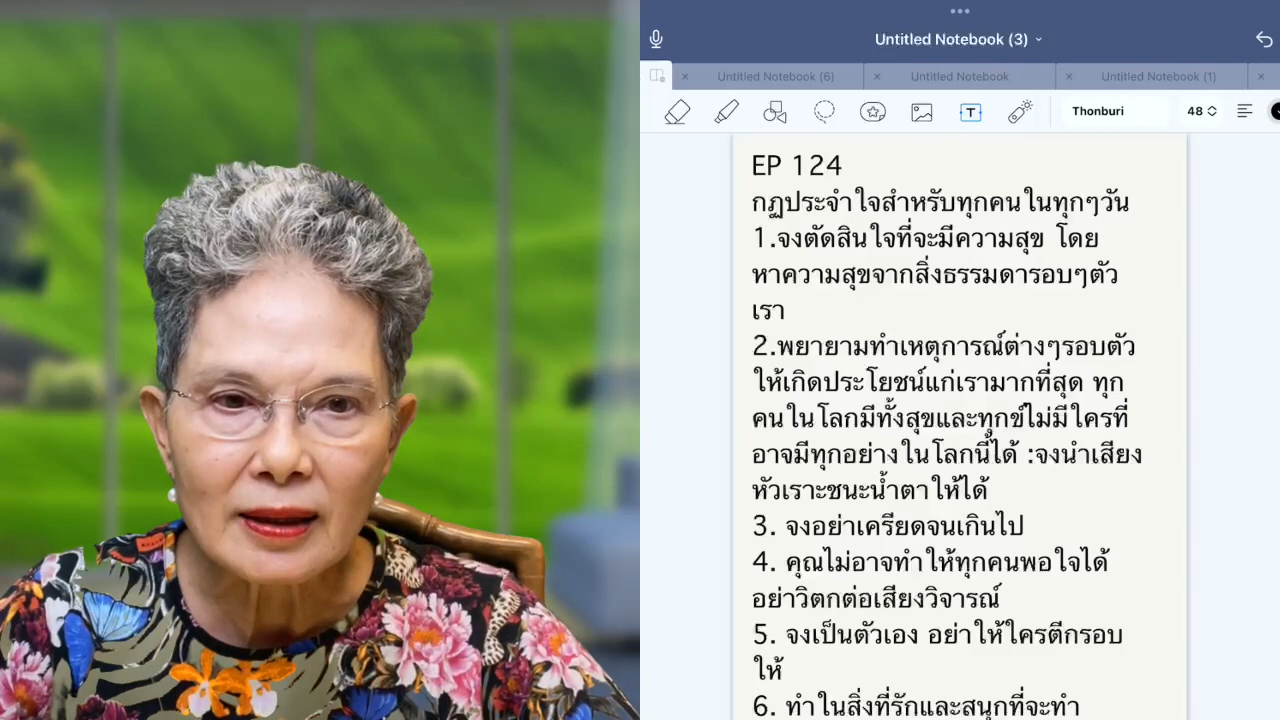 Untitled Notebook (3)
Untitled Notebook (6)
Untitled Notebook
Untitled Notebook (1)
T
Thonburi
48
EP 124
กฏประจำใจสำหรับทุกคนในทุกๆวัน
1.จงตัดสินใจที่จะมีความสุข โดย
หาความสุขจากสิ่งธรรมดารอบๆตัว
เรา
2.พยายามทำเหตุการณ์ต่างๆรอบตัว
ให้เกิดประโยชน์แก่เรามากที่สุด ทุก
คนในโลกมีทั้งสุขและทุกข์ไม่มีใครที่
อาจมีทุกอย่างในโลกนี้ได้ :จงนำเสียง
หัวเราะชนะน้ำตาให้ได้
3. จงอย่าเครียดจนเกินไป
4. คุณไม่อาจทำให้ทุกคนพอใจได้
อย่าวิตกต่อเสียงวิจารณ์
5. จงเป็นตัวเอง อย่าให้ใครตีกรอบ
ให้
6. ทำในสิ่งที่รักและสนุกที่จะทำ